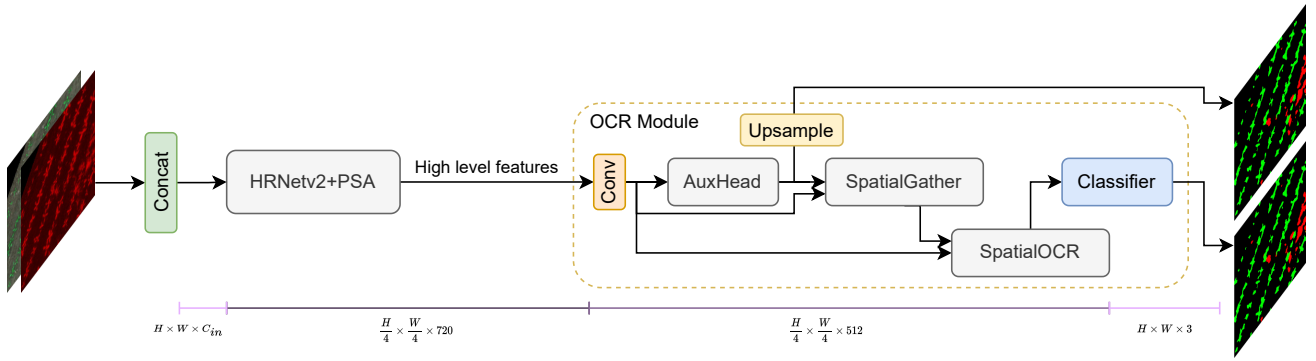 OCR Module
Upsample
Concat
HRNetv2+PSA
High level features
Conv
AuxHead
SpatialGather
Classifier
SpatialOCR
H × W × C_in
H/4 × W/4 × 720
H/4 × W/4 × 512
H × W × 3